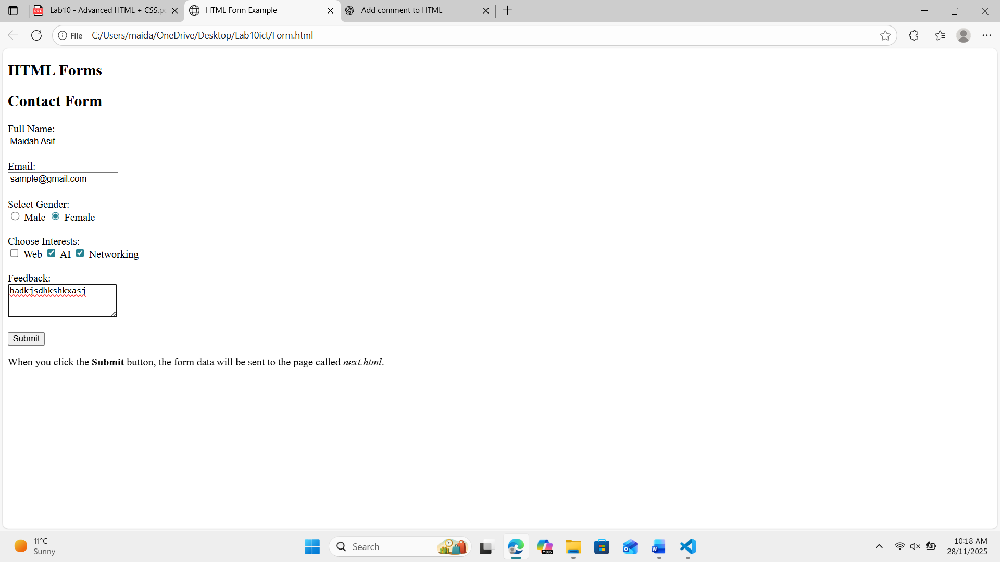 Lab10 - Advanced HTML + CSS.p
HTML Form Example
Add comment to HTML
File
C:/Users/maida/OneDrive/Desktop/Lab10ict/Form.html
HTML Forms
Contact Form
Full Name:
Maidah Asif
Email:
sample@gmail.com
Select Gender:
Male Female
Choose Interests:
Web AI Networking
Feedback:
hadkjsdhkshkxasj
Submit
When you click the Submit button, the form data will be sent to the page called next.html.
11°C
Sunny
Search
M365
10:18 AM
28/11/2025